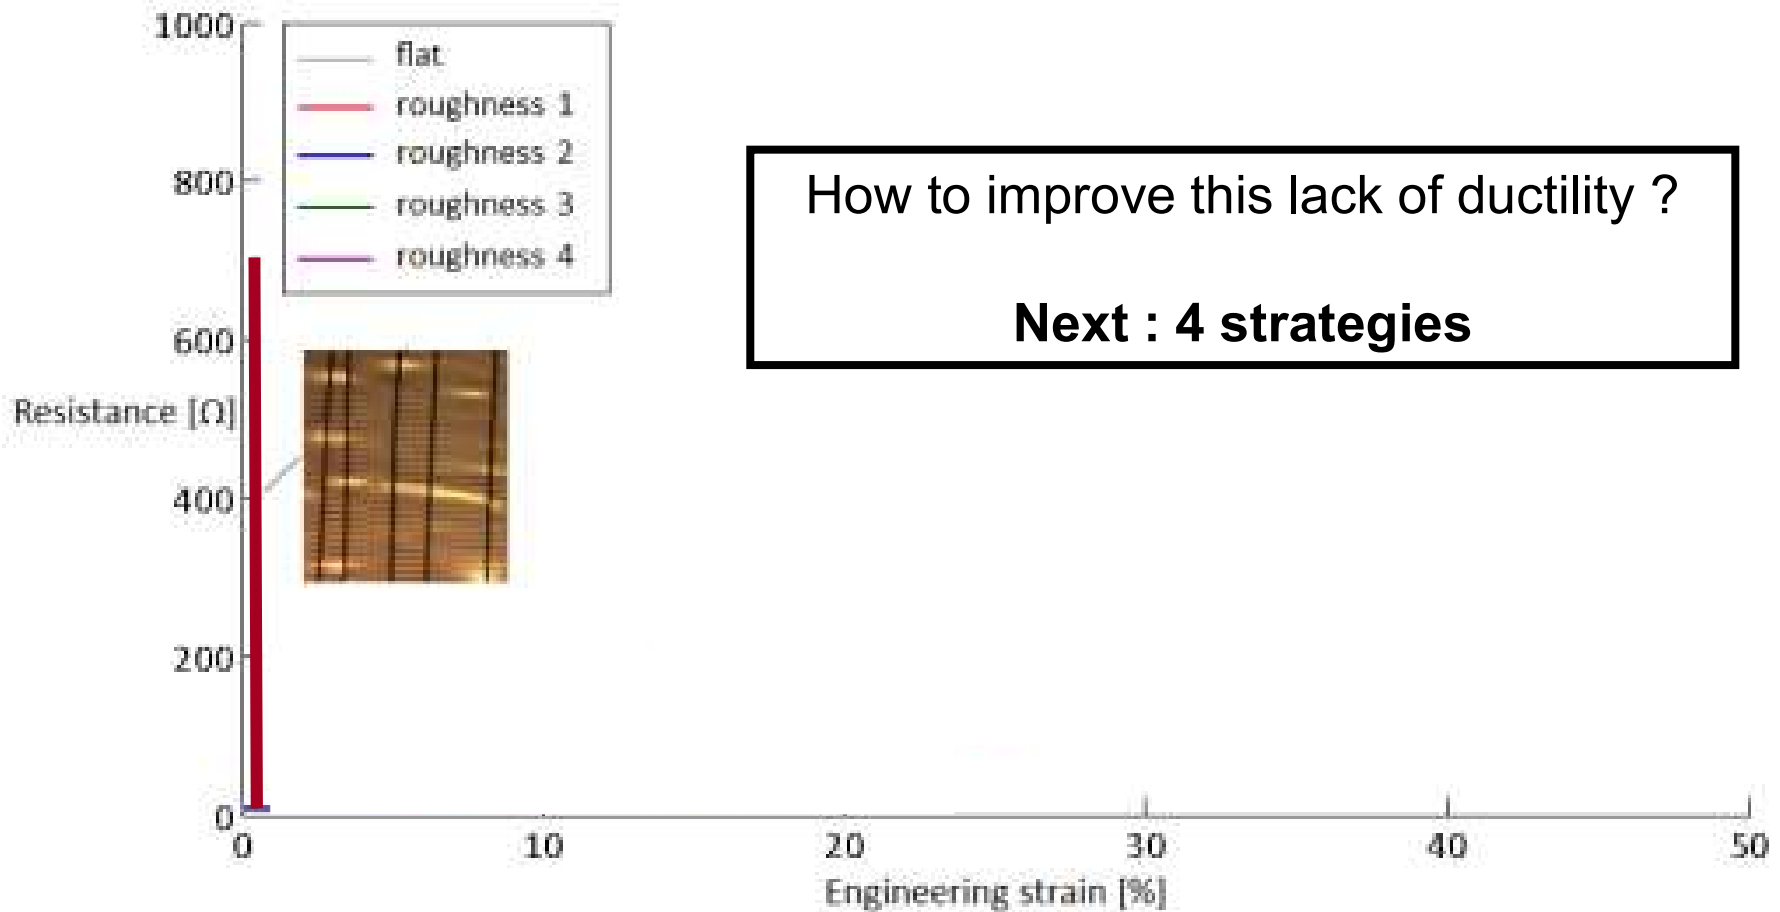 1000
800
600
400
200
0
Resistance [Ω]
flat
roughness 1
roughness 2
roughness 3
roughness 4
How to improve this lack of ductility ?
Next : 4 strategies
0 10 20 30 40 50
Engineering strain [%]